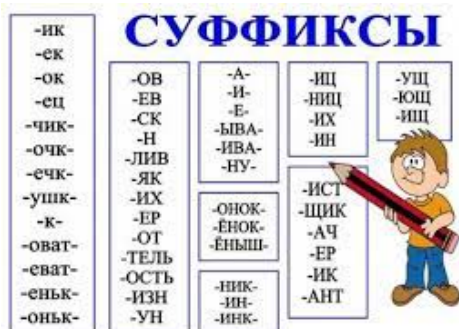 СУФФИКСЫ
-ик
-ек
-ок
-ец
-чик-
-очк-
-ечк-
-ушк-
-к-
-оват-
-еват-
-еньк-
-оньк-
-ОВ
-ЕВ
-СК
-Н
-ЛИВ
-ЯК
-ИХ
-ЕР
-ОТ
-ТЕЛЬ
-ОСТЬ
-ИЗН
-УН
-А-
-И-
-Е-
-ЫВА-
-ИВА-
-НУ-
-ОНОК-
-ЁНОК-
-ЁНЫШ-
-НИК-
-ИН-
-ИНК-
-ИЦ
-НИЦ
-ИХ
-ИН
-ИСТ
-ЩИК
-АЧ
-ЕР
-ИК
-АНТ
-УЩ
-ЮЩ
-ИЩ